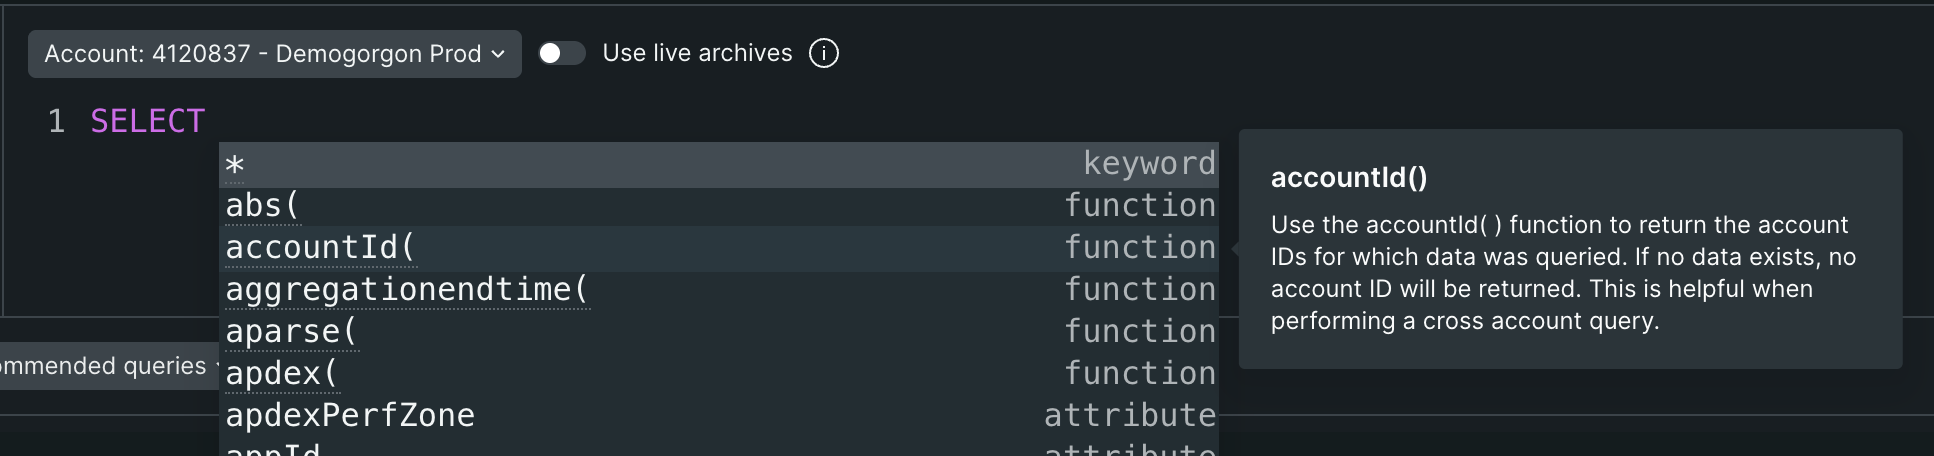 Account: 4120837 - Demogorgon Prod
Use live archives
1 SELECT
* keyword
abs( function
accountId( function
aggregationendtime( function
aparse( function
apdex( function
apdexPerfZone attribute
appId attribute
accountId()
Use the accountId( ) function to return the account
IDs for which data was queried. If no data exists, no
account ID will be returned. This is helpful when
performing a cross account query.
ommended queries